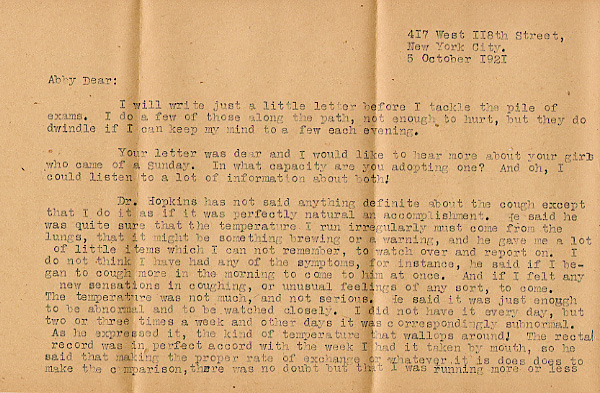 417 West 118th Street,
New York City.
5 October 1921
Abby Dear:
I will write just a little letter before I tackle the pile of
exams. I do a few of those along the path, not enough to hurt, but they do
dwindle if I can keep my mind to a few each evening.
Your letter was dear and I would like to hear more about your girls
who came of a Sunday. In what capacity are you adopting one? And oh, I
could listen to a lot of information about both!
Dr. Hopkins has not said anything definite about the cough except
that I do it as if it was perfectly natural an accomplishment. He said he
was quite sure that the temperature I run irregularly must come from the
lungs, that it might be something brewing or a warning, and he gave me a lot
of little items which I can not remember, to watch over and report on. I
do not think I have had any of the symptoms, for instance, he said if I be-
gan to cough more in the morning to come to him at once. And if I felt any
new sensations in coughing, or unusual feelings of any sort, to come.
The temperature was not much, and not serious. He said it was just enough
to be abnormal and to be watched closely. I did not have it every day, but
two or three times a week and other days it was correspondingly subnormal.
As he expressed it, the kind of temperature that wallops around! The rectal
record was in perfect accord with the week I had it taken by mouth, so he
said that making the proper rate of exchange or whatever it is does does to
make the c mparison, there was no doubt but that I was running more or less